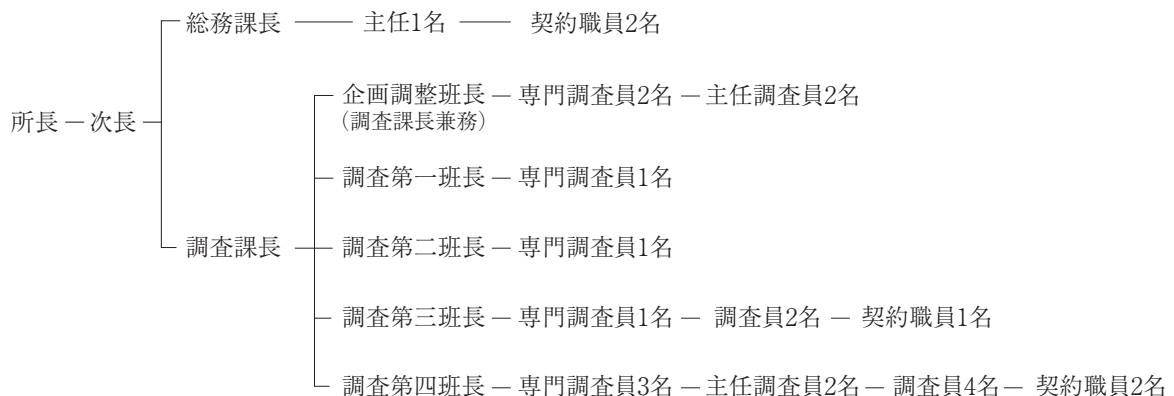 総務課長 ― 主任1名 ― 契約職員2名
企画調整班長 ― 専門調査員2名 ― 主任調査員2名
所長 ― 次長
（調査課長兼務）
調査第一班長 ― 専門調査員1名
調査課長
調査第二班長 ― 専門調査員1名
調査第三班長 ― 専門調査員1名 ― 調査員2名 ― 契約職員1名
調査第四班長 ― 専門調査員3名 ― 主任調査員2名 ― 調査員4名 ― 契約職員2名